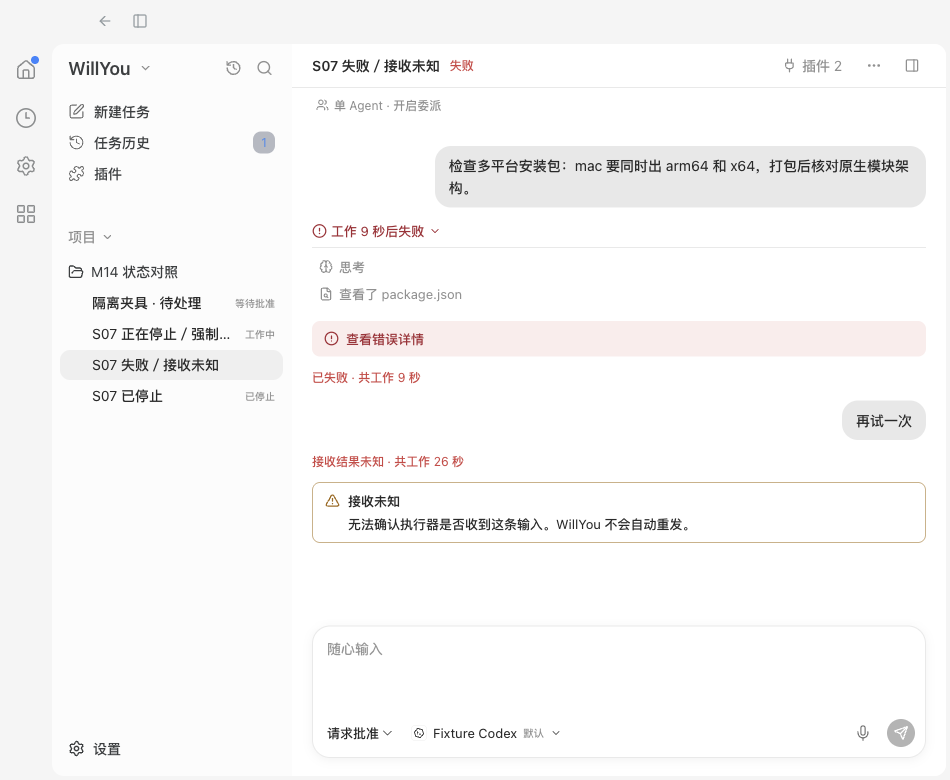 WillYou
新建任务
任务历史
1
插件
项目
M14 状态对照
隔离夹具 · 待处理 等待批准
S07 正在停止 / 强制... 工作中
S07 失败 / 接收未知
S07 已停止 已停止
设置
S07 失败 / 接收未知 失败
插件 2
单 Agent · 开启委派
检查多平台安装包：mac 要同时出 arm64 和 x64，打包后核对原生模块架
构。
工作 9 秒后失败
思考
查看了 package.json
查看错误详情
已失败 · 共工作 9 秒
再试一次
接收结果未知 · 共工作 26 秒
接收未知
无法确认执行器是否收到这条输入。WillYou 不会自动重发。
随心输入
请求批准
Fixture Codex 默认